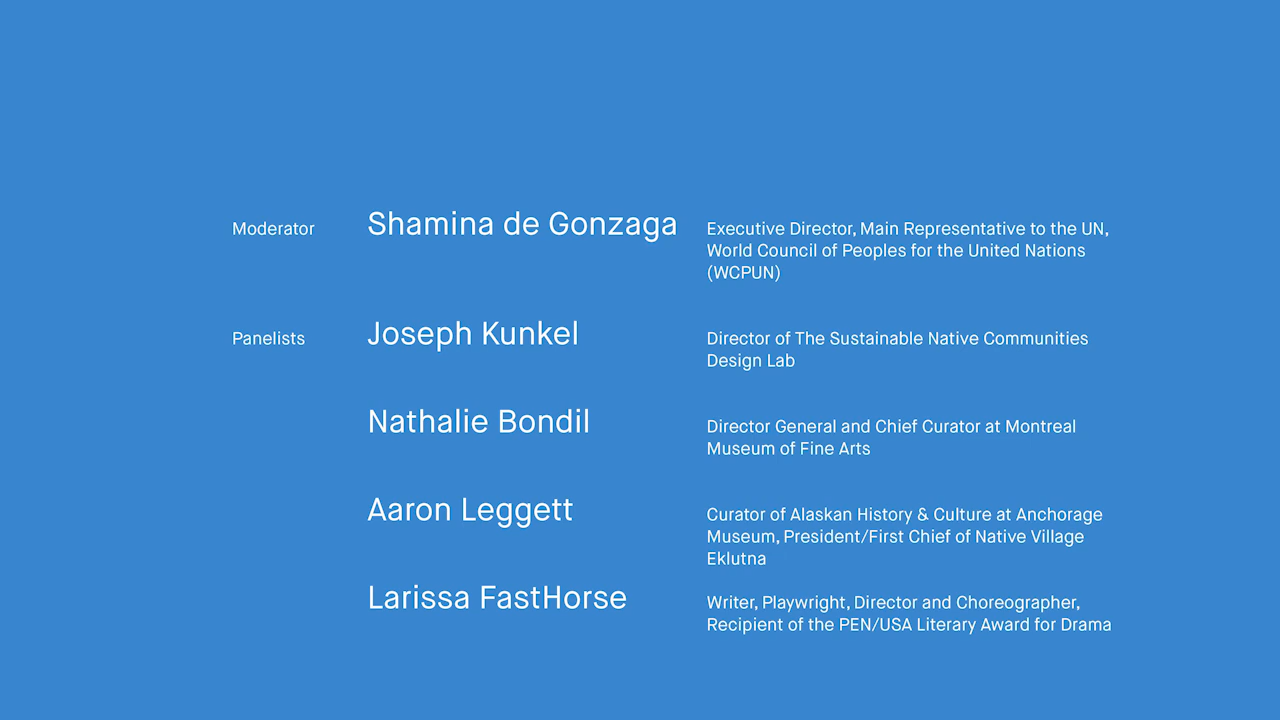 Moderator
Shamina de Gonzaga
Executive Director, Main Representative to the UN,
World Council of Peoples for the United Nations
(WCPUN)
Panelists
Joseph Kunkel
Director of The Sustainable Native Communities
Design Lab
Nathalie Bondil
Director General and Chief Curator at Montreal
Museum of Fine Arts
Aaron Leggett
Curator of Alaskan History & Culture at Anchorage
Museum, President/First Chief of Native Village
Eklutna
Larissa FastHorse
Writer, Playwright, Director and Choreographer,
Recipient of the PEN/USA Literary Award for Drama